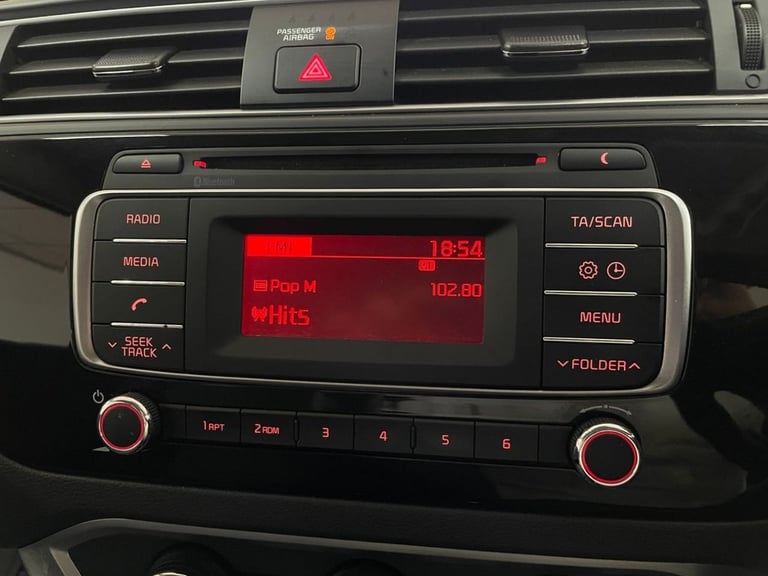 PASSENGER
AIRBAG
Bluetooth
RADIO
MEDIA
SEEK
TRACK
FM1
18:54
Pop M
102.80
Hits
TA/SCAN
MENU
FOLDER
1 RPT
2 RDM
3
4
5
6